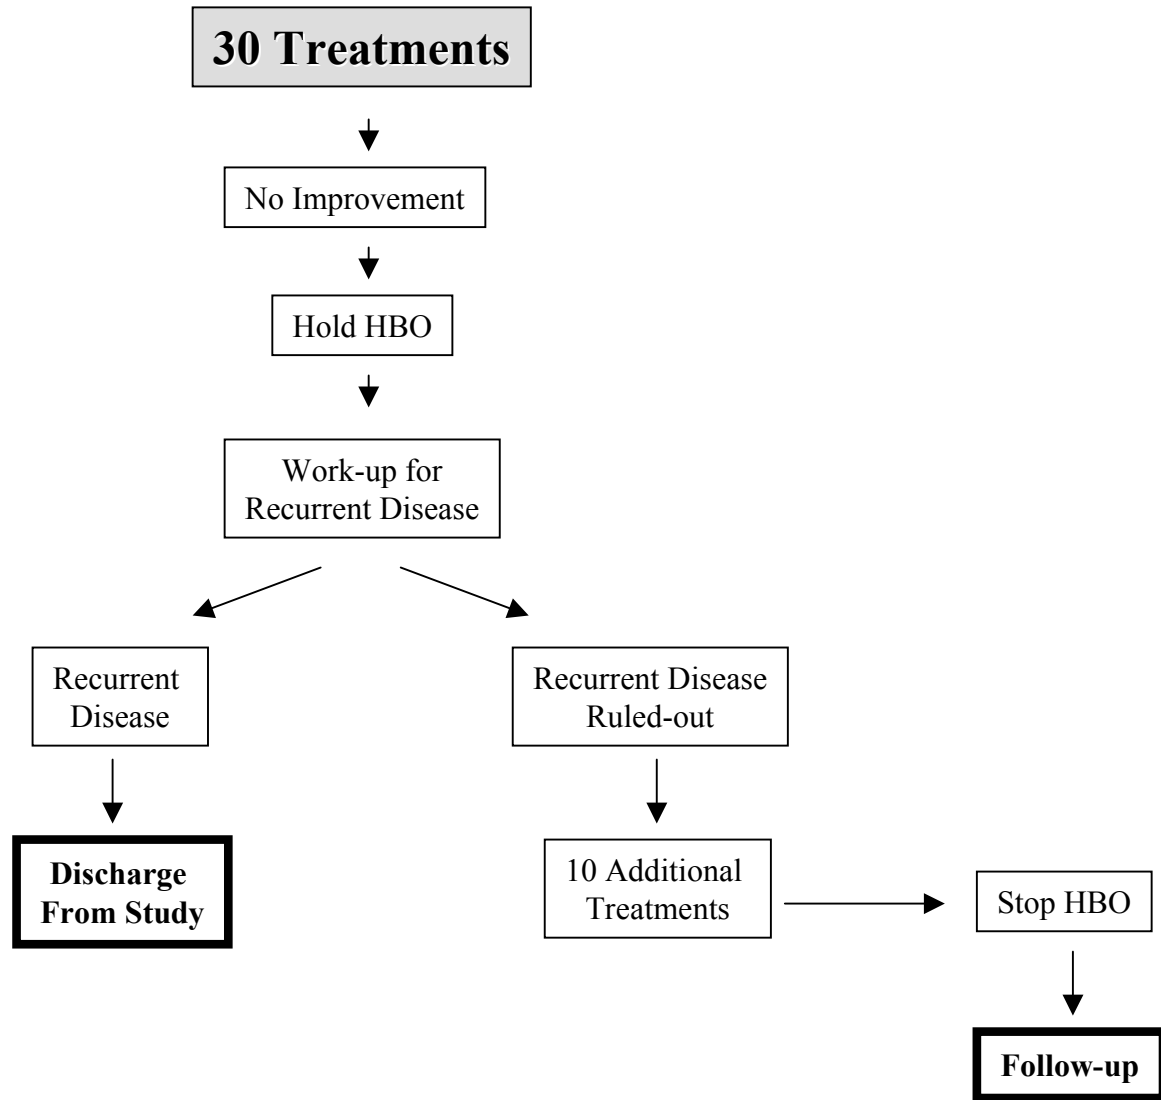 30 Treatments
No Improvement
Hold HBO
Work-up for
Recurrent Disease
Recurrent
Disease
Recurrent Disease
Ruled-out
Discharge
From Study
10 Additional
Treatments
Stop HBO
Follow-up